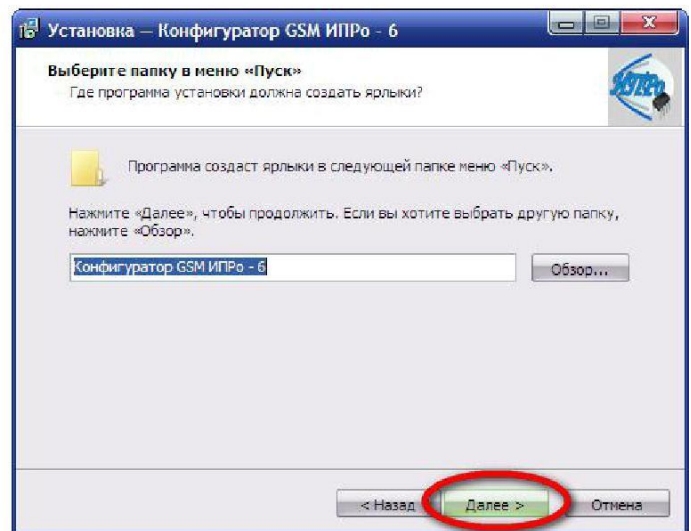 Установка — Конфигуратор GSM ИПРо - 6
Выберите папку в меню «Пуск»
Где программа установки должна создать ярлыки?
ИПРо
Программа создаст ярлыки в следующей папке меню «Пуск».
Нажмите «Далее», чтобы продолжить. Если вы хотите выбрать другую папку,
нажмите «Обзор».
Конфигуратор GSM ИПРо - 6
Обзор...
< Назад
Далее >
Отмена